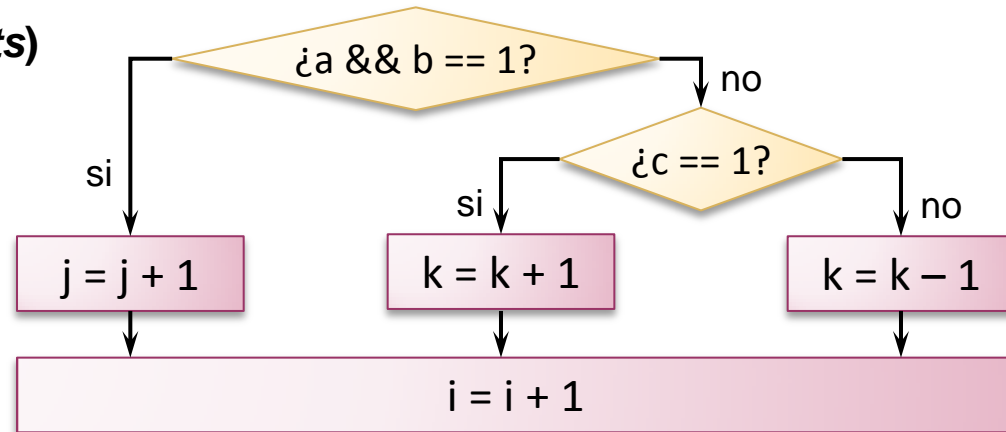 ts)
¿a && b == 1?
no
¿c == 1?
si
si
no
j = j + 1
k = k + 1
k = k – 1
i = i + 1